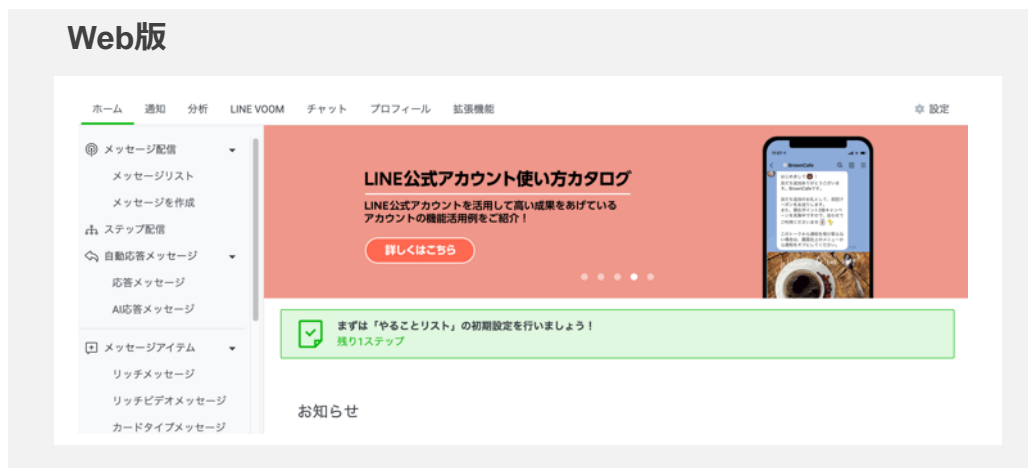 Web版
ホーム 通知 分析 LINE VOOM チャット プロフィール 拡張機能 設定
メッセージ配信
メッセージリスト
メッセージを作成
ステップ配信
自動応答メッセージ
応答メッセージ
AI応答メッセージ
メッセージアイテム
リッチメッセージ
リッチビデオメッセージ
カードタイプメッセージ
LINE公式アカウント使い方カタログ
LINE公式アカウントを活用して高い成果をあげている
アカウントの機能活用例をご紹介！
詳しくはこちら
BrownCafe
はじめまして！
まずは「やることリスト」の初期設定を行いましょう！
残り1ステップ
お知らせ